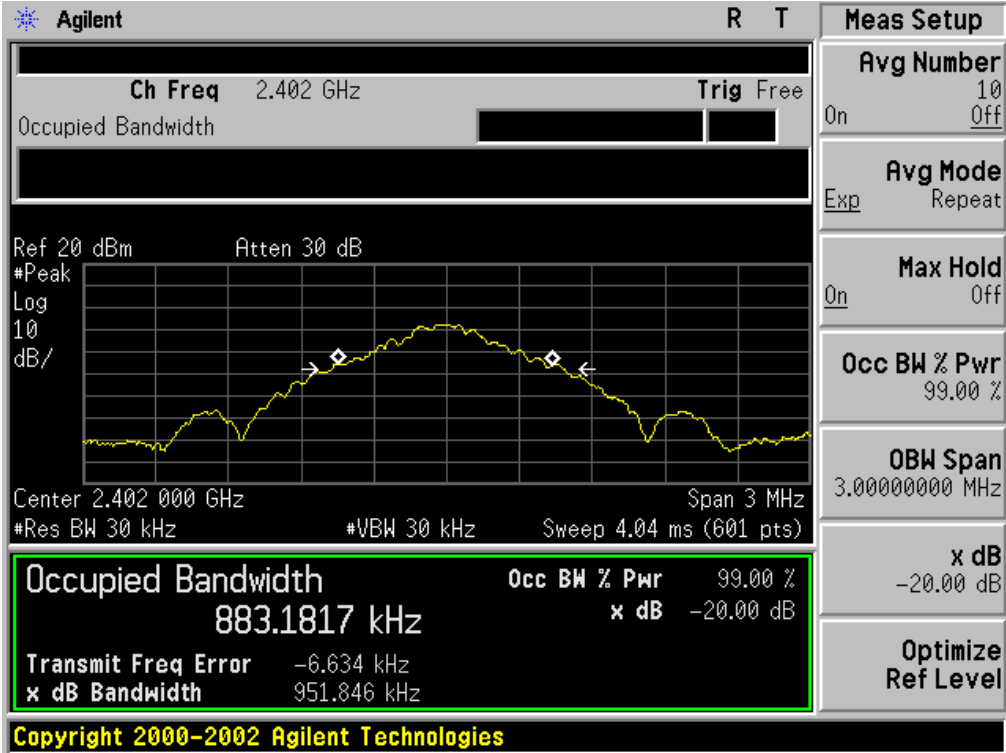 Agilent R T
Ch Freq 2.402 GHz Trig Free
Occupied Bandwidth
Ref 20 dBm Atten 30 dB
#Peak
Log
10
dB/
Center 2.402 000 GHz Span 3 MHz
#Res BW 30 kHz #VBW 30 kHz Sweep 4.04 ms (601 pts)
Occupied Bandwidth Occ BW % Pwr 99.00 %
883.1817 kHz x dB -20.00 dB
Transmit Freq Error -6.634 kHz
x dB Bandwidth 951.846 kHz
Copyright 2000-2002 Agilent Technologies
Meas Setup
Avg Number
10
On Off
Avg Mode
Exp Repeat
Max Hold
On Off
Occ BW % Pwr
99.00 %
OBW Span
3.00000000 MHz
x dB
-20.00 dB
Optimize
Ref Level